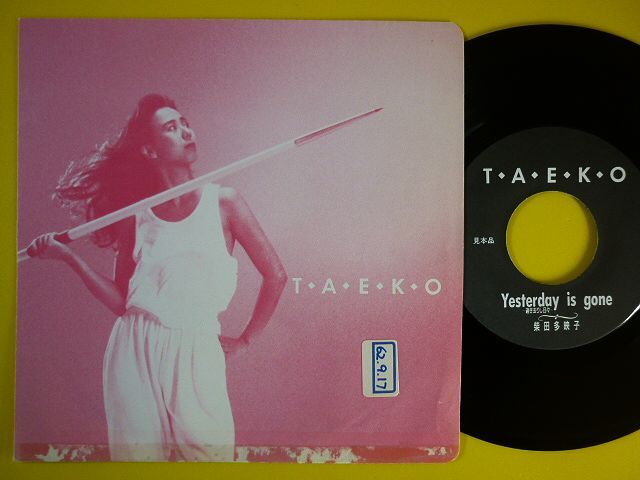 T・A・E・K・O
62.9.17
T・A・E・K・O
見本品
Yesterday is gone
柴田多映子